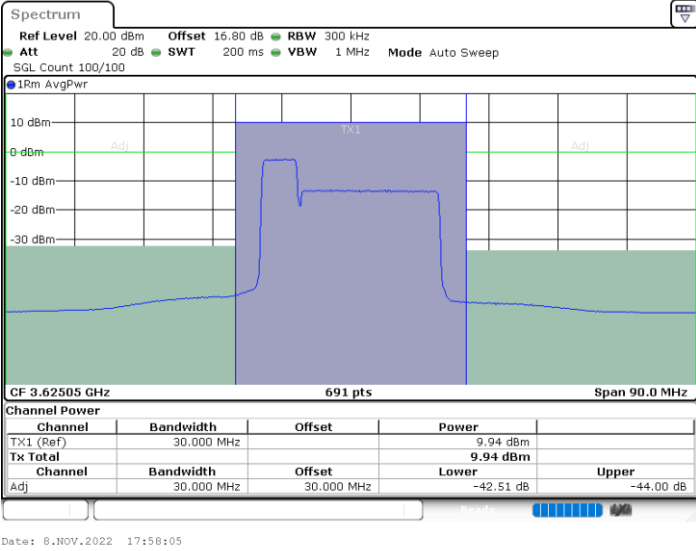 Spectrum
Ref Level 20.00 dBm Offset 16.80 dB RBW 300 kHz
Att 20 dB SWT 200 ms VBW 1 MHz Mode Auto Sweep
SGL Count 100/100
1Rm AvgPwr
TX1
10 dBm
Adj Adj
0 dBm
-10 dBm
-20 dBm
-30 dBm
CF 3.62505 GHz 691 pts Span 90.0 MHz
Channel Power
Channel Bandwidth Offset Power
TX1 (Ref) 30.000 MHz 9.94 dBm
Tx Total 9.94 dBm
Channel Bandwidth Offset Lower Upper
Adj 30.000 MHz 30.000 MHz -42.51 dB -44.00 dB
Ready
Date: 8.NOV.2022 17:58:05